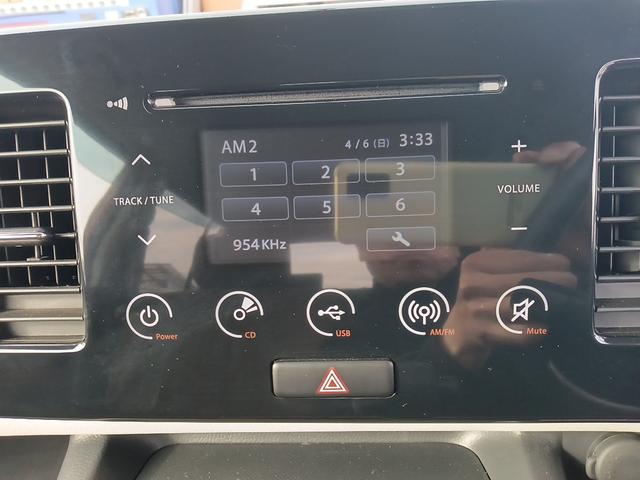 AM2 4/6(日) 3:33
1 2 3
4 5 6
954KHz
TRACK / TUNE
+
VOLUME
−
Power
CD
USB
AM/FM
Mute